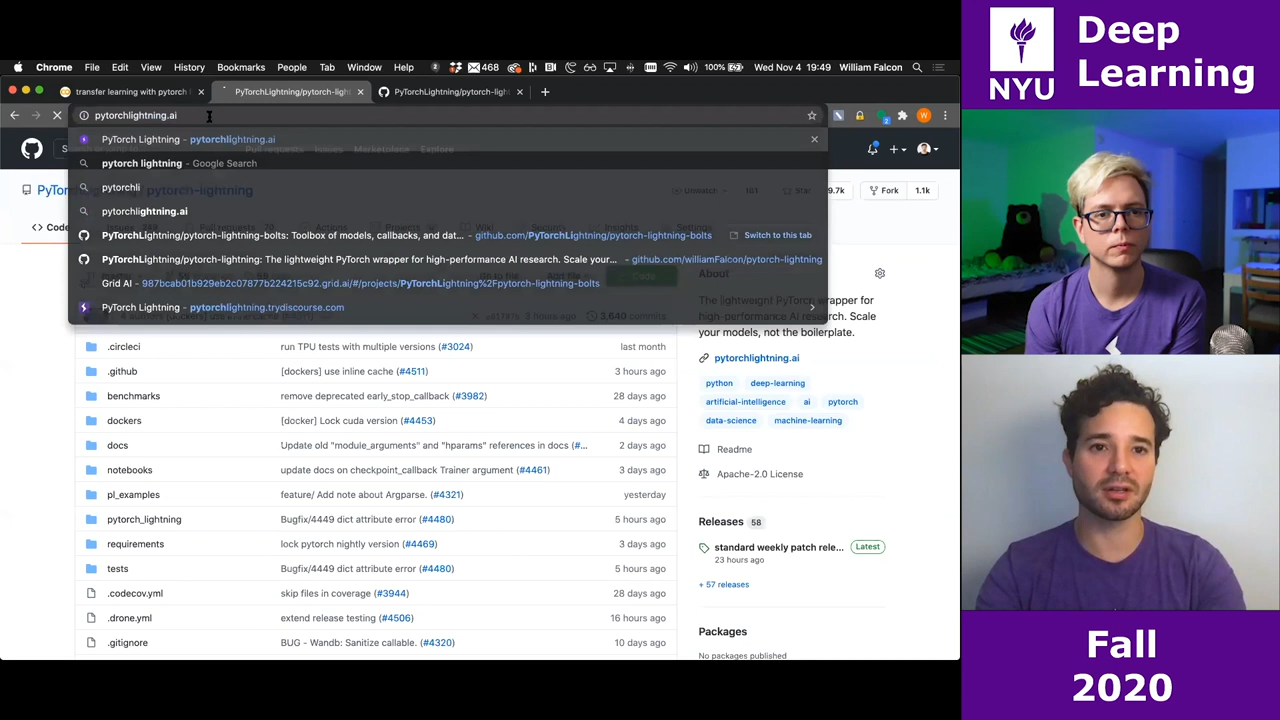 Chrome File Edit View History Bookmarks People Tab Window Help 468 100% Wed Nov 4 19:49 William Falcon
transfer learning with pytorch l PyTorchLightning/pytorch-light PyTorchLightning/pytorch-light
pytorchlightning.ai
PyTorch Lightning – pytorchlightning.ai
pytorch lightning – Google Search
pytorchli
pytorchlightning.ai
PyTorchLightning/pytorch-lightning-bolts: Toolbox of models, callbacks, and dat... – github.com/PyTorchLightning/pytorch-lightning-bolts Switch to this tab
PyTorchLightning/pytorch-lightning: The lightweight PyTorch wrapper for high-performance AI research. Scale your... – github.com/williamFalcon/pytorch-lightning
Grid AI – 987bcab01b929eb2c07877b224215c92.grid.ai/#/projects/PyTorchLightning%2Fpytorch-lightning-bolts
PyTorch Lightning – pytorchlightning.trydiscourse.com
pytorch-lightning Unwatch 161 Star 9.7k Fork 1.1k
<> Code
.circleci run TPU tests with multiple versions (#3024) last month
.github [dockers] use inline cache (#4511) 3 hours ago
benchmarks remove deprecated early_stop_callback (#3982) 28 days ago
dockers [docker] Lock cuda version (#4453) 4 days ago
docs Update old "module_arguments" and "hparams" references in docs (#... 2 days ago
notebooks update docs on checkpoint_callback Trainer argument (#4461) 3 days ago
pl_examples feature/ Add note about Argparse. (#4321) yesterday
pytorch_lightning Bugfix/4449 dict attribute error (#4480) 5 hours ago
requirements lock pytorch nightly version (#4469) 3 days ago
tests Bugfix/4449 dict attribute error (#4480) 5 hours ago
.codecov.yml skip files in coverage (#3944) 28 days ago
.drone.yml extend release testing (#4506) 16 hours ago
.gitignore BUG - Wandb: Sanitize callable. (#4320) 10 days ago
About
The lightweight PyTorch wrapper for
high-performance AI research. Scale
your models, not the boilerplate.
pytorchlightning.ai
python deep-learning
artificial-intelligence ai pytorch
data-science machine-learning
Readme
Apache-2.0 License
Releases 58
standard weekly patch rele... Latest
23 hours ago
+ 57 releases
Packages
No packages published
NYU
Deep
Learning
Fall
2020